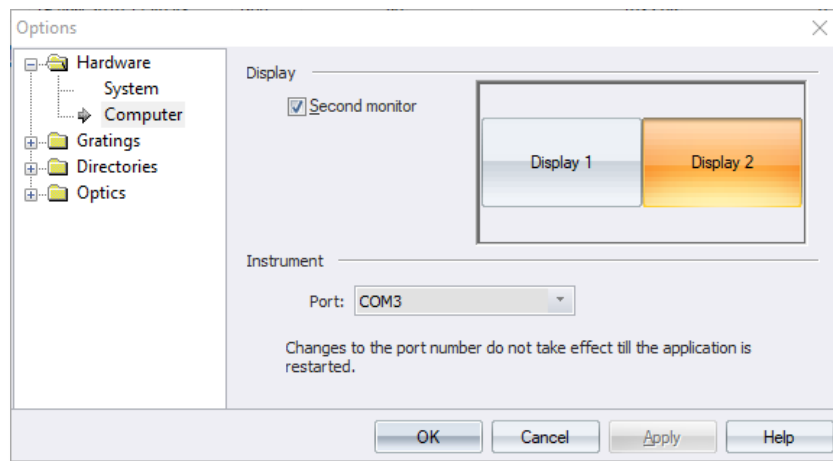 Options
Hardware
System
Computer
Gratings
Directories
Optics
Display
Second monitor
Display 1
Display 2
Instrument
Port:
COM3
Changes to the port number do not take effect till the application is
restarted.
OK
Cancel
Apply
Help